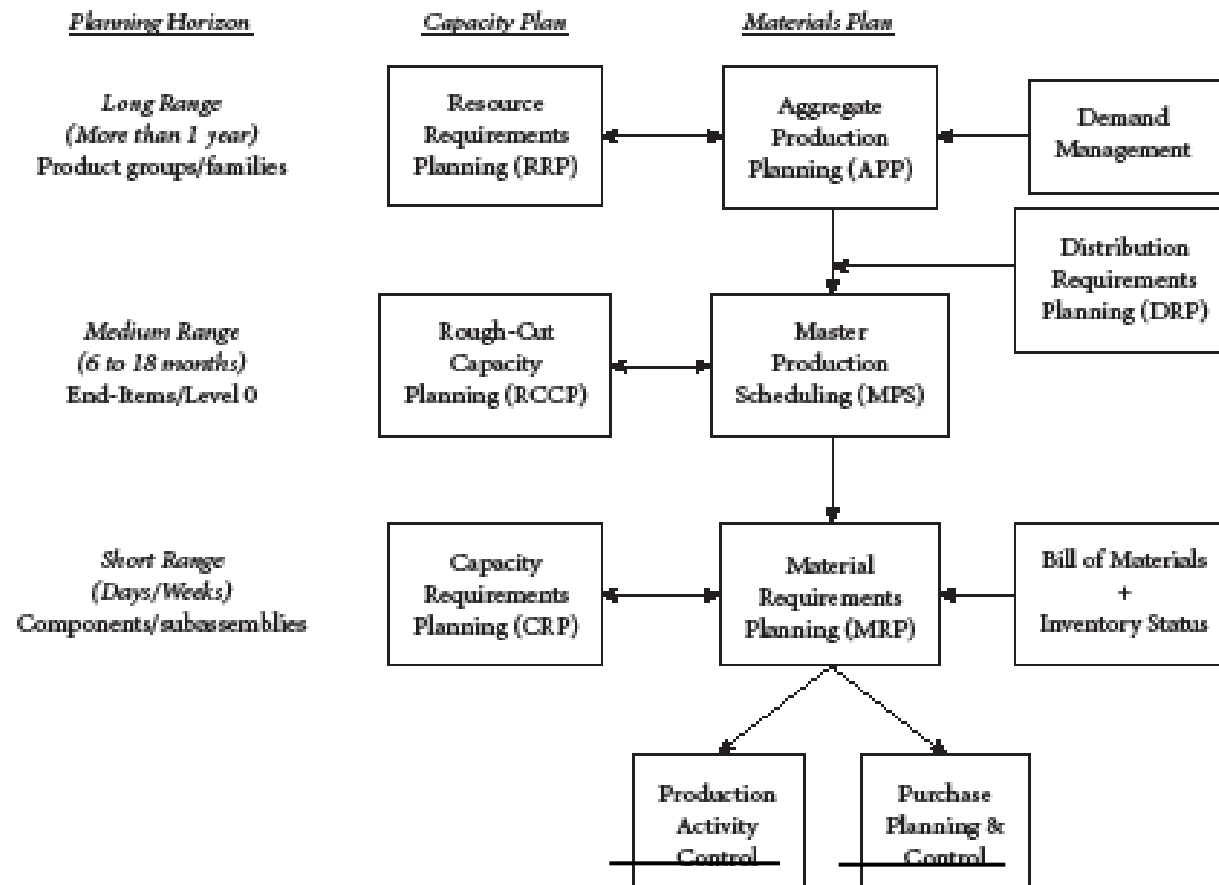 Planning Horizon
Capacity Plan
Materials Plan
Long Range
(More than 1 year)
Product groups/families
Resource
Requirements
Planning (RRP)
Aggregate
Production
Planning (APP)
Demand
Management
Distribution
Requirements
Planning (DRP)
Medium Range
(6 to 18 months)
End-Items/Level 0
Rough-Cut
Capacity
Planning (RCCP)
Master
Production
Scheduling (MPS)
Short Range
(Days/Weeks)
Components/subassemblies
Capacity
Requirements
Planning (CRP)
Material
Requirements
Planning (MRP)
Bill of Materials
+
Inventory Status
Production
Activity
Control
Purchase
Planning &
Control